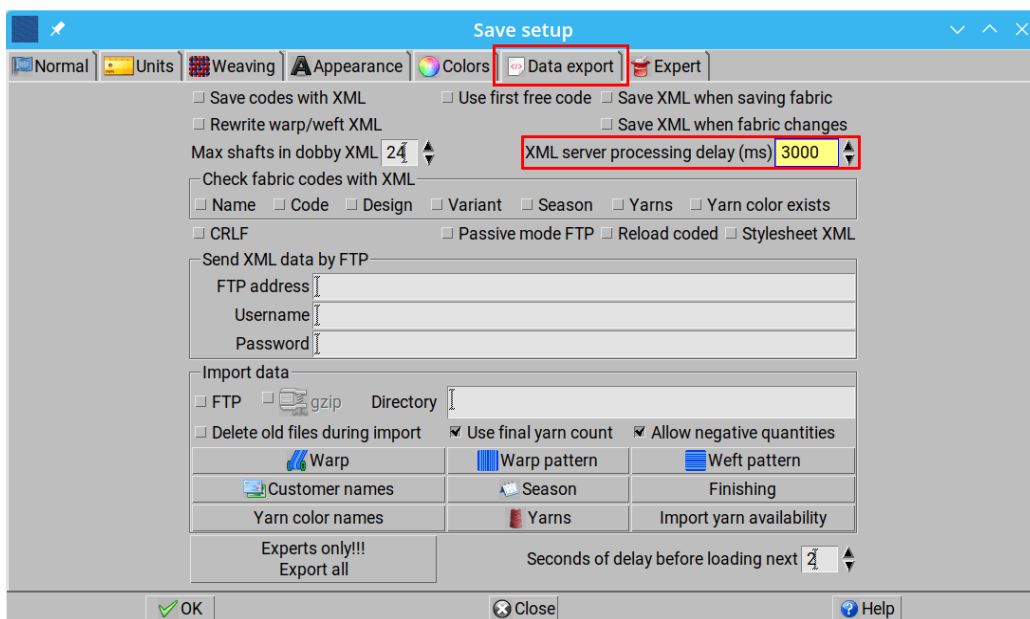 Save setup
Normal Units Weaving Appearance Colors Data export Expert
Save codes with XML Use first free code Save XML when saving fabric
Rewrite warp/weft XML Save XML when fabric changes
Max shafts in dobby XML 24 XML server processing delay (ms) 3000
Check fabric codes with XML
Name Code Design Variant Season Yarns Yarn color exists
CRLF Passive mode FTP Reload coded Stylesheet XML
Send XML data by FTP
FTP address
Username
Password
Import data
FTP gzip Directory
Delete old files during import Use final yarn count Allow negative quantities
Warp Warp pattern Weft pattern
Customer names Season Finishing
Yarn color names Yarns Import yarn availability
Experts only!!!
Export all
Seconds of delay before loading next 2
OK Close Help